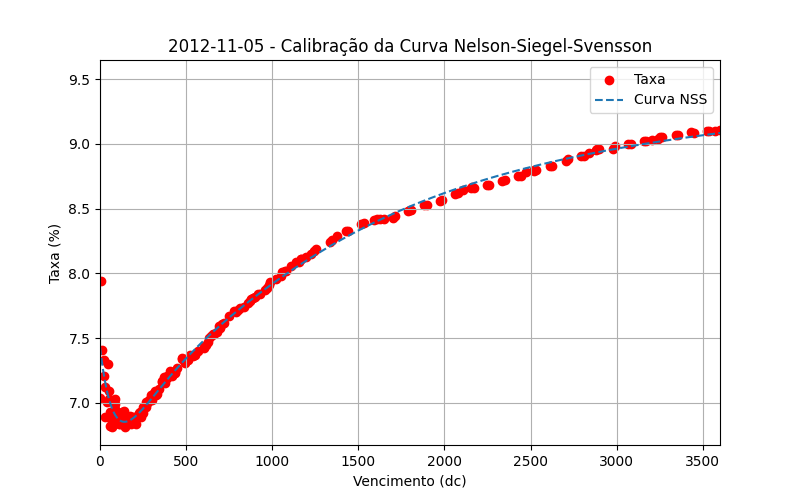 2012-11-05 - Calibração da Curva Nelson-Siegel-Svensson
Taxa
Curva NSS
Taxa (%)
9.5
9.0
8.5
8.0
7.5
7.0
0 500 1000 1500 2000 2500 3000 3500
Vencimento (dc)